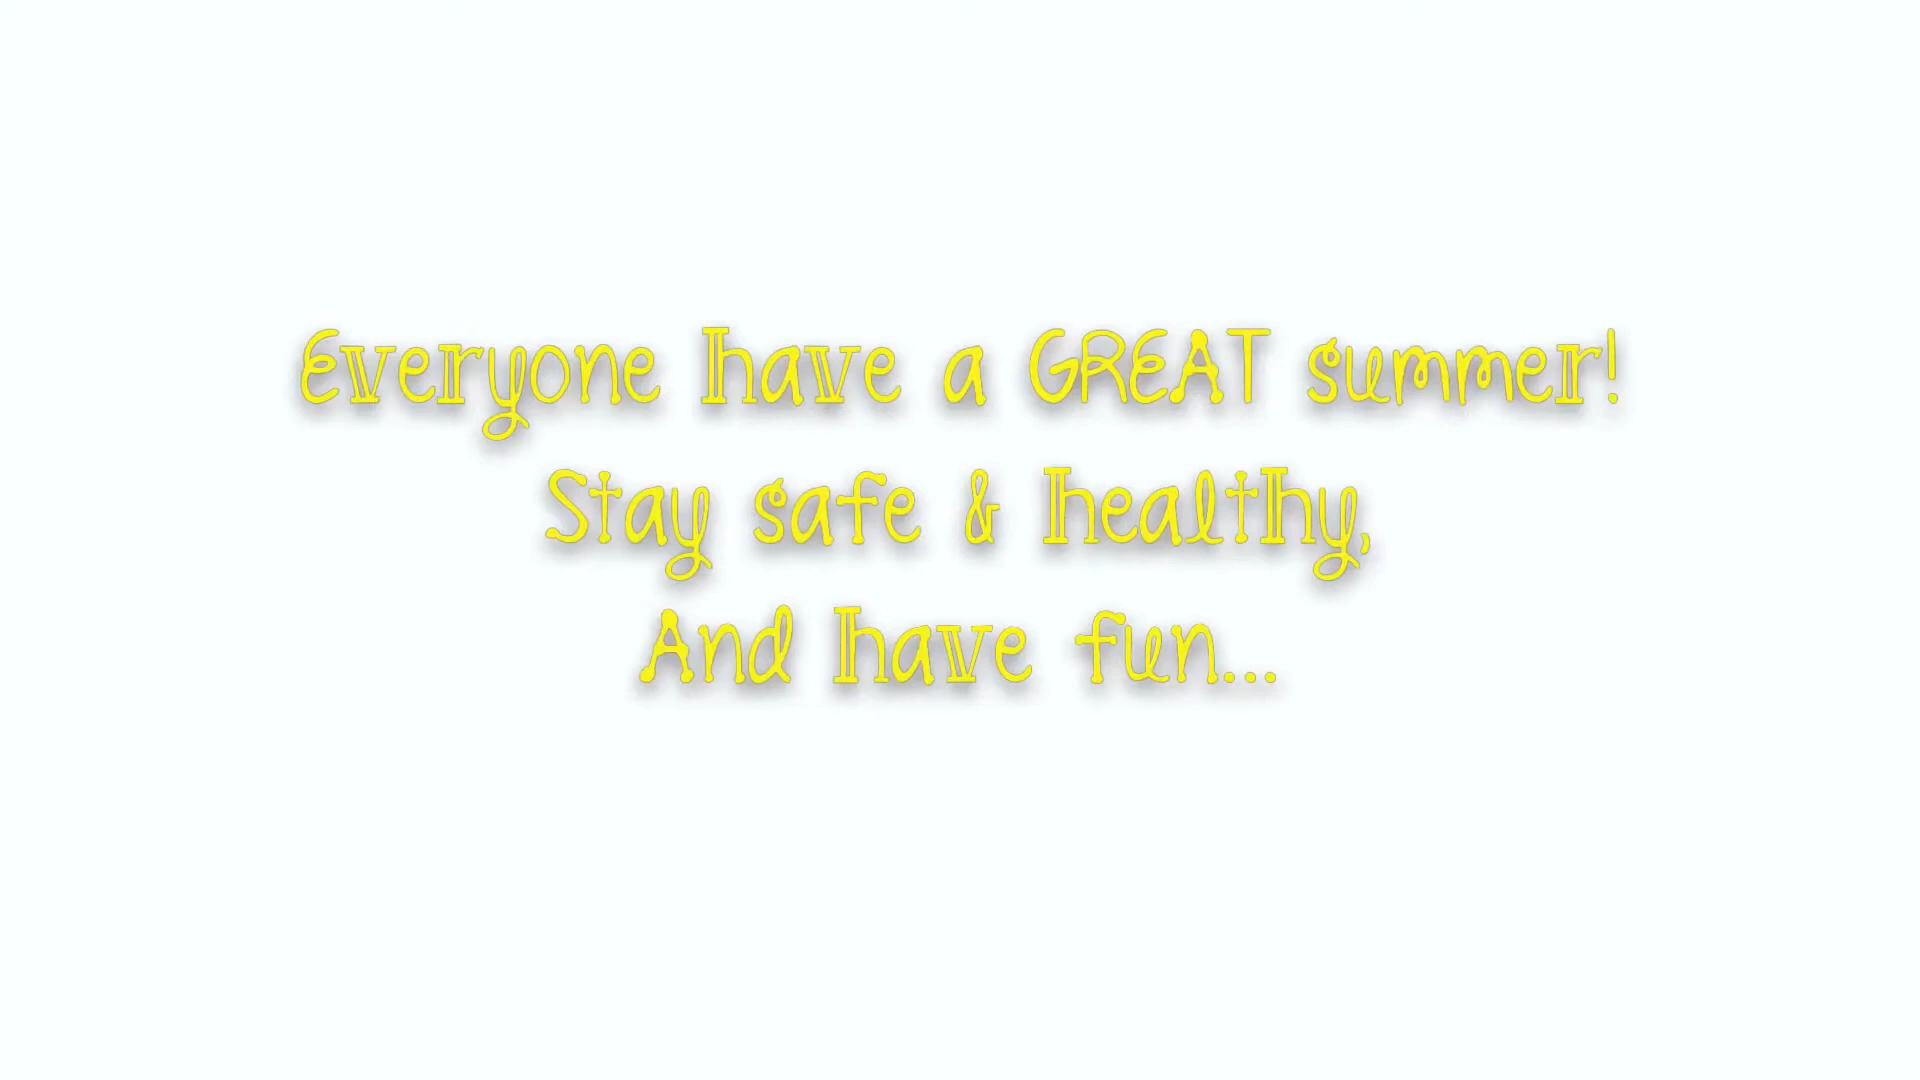 Everyone have a GREAT summer!
Stay safe & healthy,
And have fun...